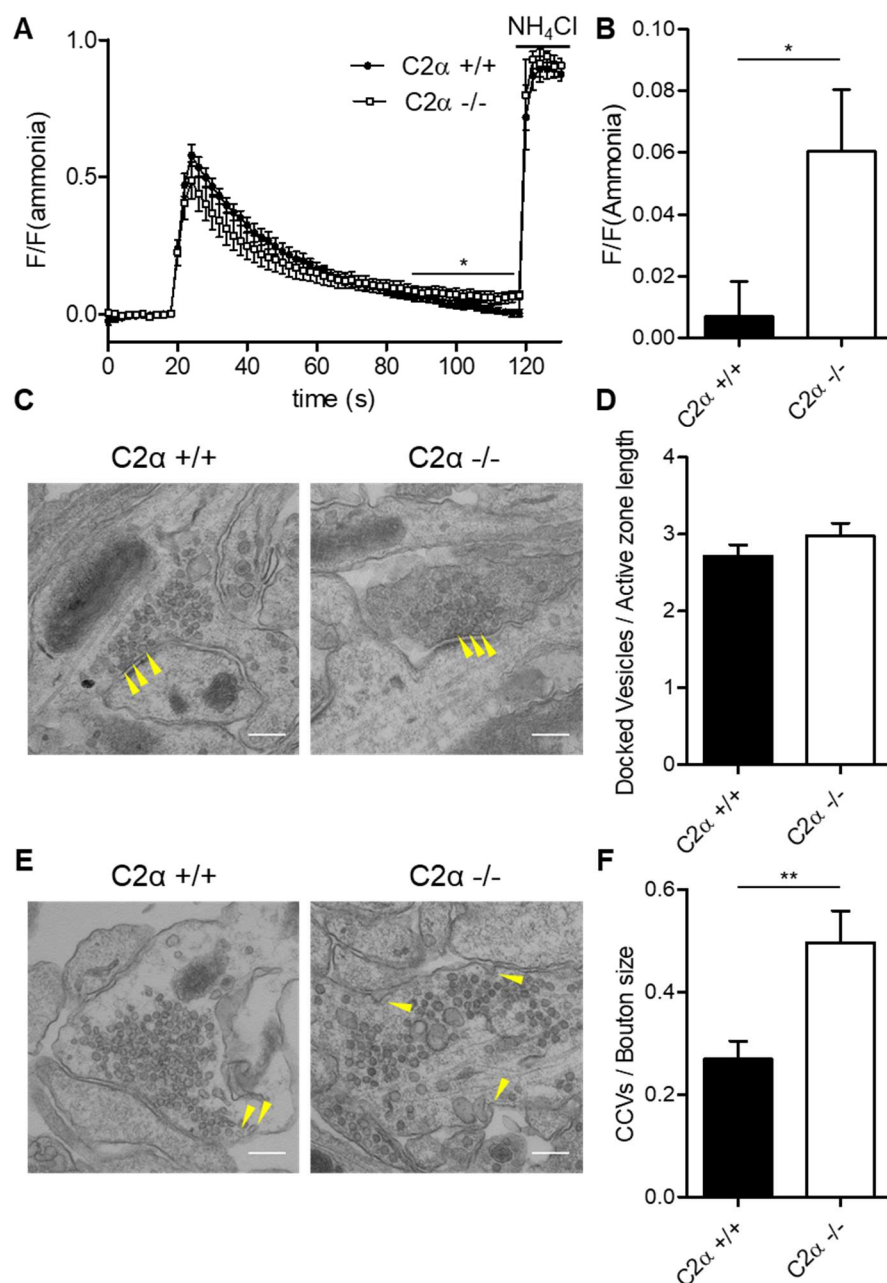 A
F/F(ammonia)
1.0
0.5
0.0
0 20 40 60 80 100 120
time (s)
C2α +/+
C2α -/-
*
NH₄Cl
B
F/F(Ammonia)
0.10
0.08
0.06
0.04
0.02
0.00
*
C2α +/+
C2α -/-
C
C2α +/+
C2α -/-
D
Docked Vesicles / Active zone length
4
3
2
1
0
C2α +/+
C2α -/-
E
C2α +/+
C2α -/-
F
CCVs / Bouton size
0.6
0.4
0.2
0.0
**
C2α +/+
C2α -/-